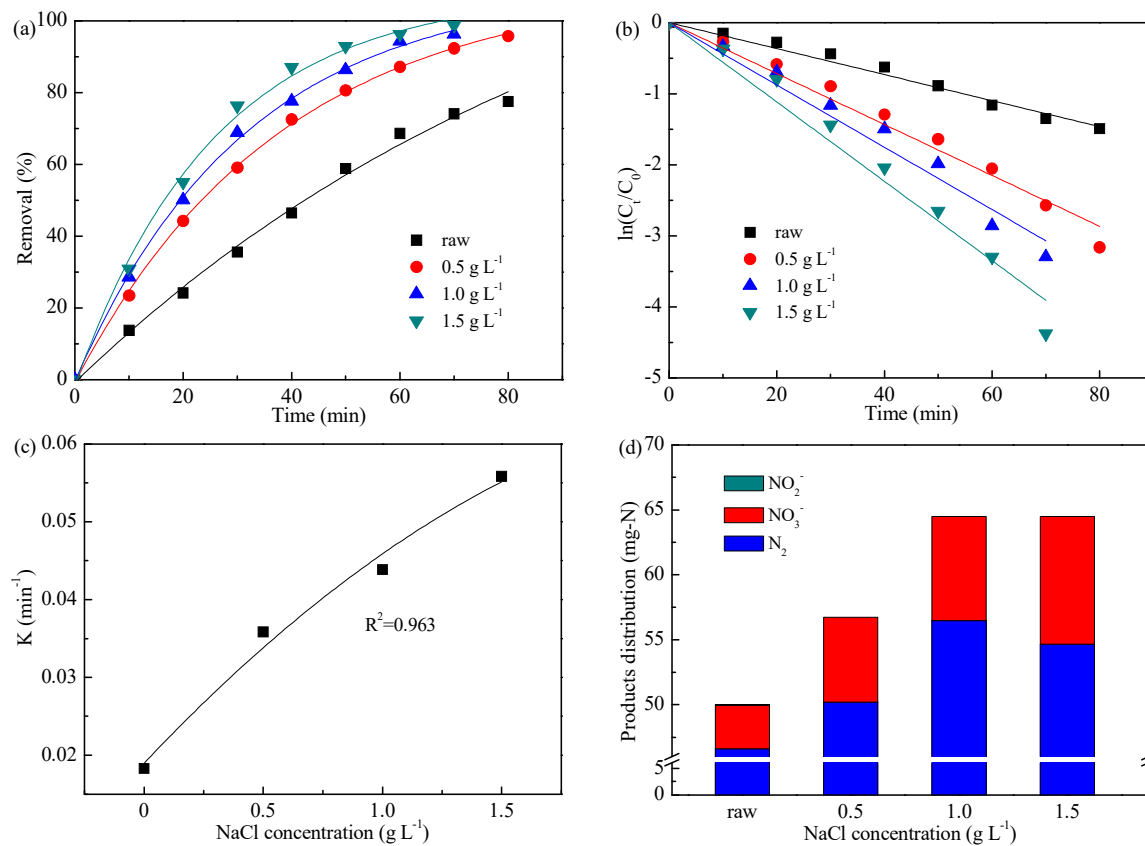 (a)
100
80
60
40
20
0
Removal (%)
raw
0.5 g L⁻¹
1.0 g L⁻¹
1.5 g L⁻¹
0 20 40 60 80
Time (min)
(b)
0
-1
-2
-3
-4
-5
ln(Cₜ/C₀)
raw
0.5 g L⁻¹
1.0 g L⁻¹
1.5 g L⁻¹
0 20 40 60 80
Time (min)
(c)
0.06
0.05
0.04
0.03
0.02
K (min⁻¹)
R²=0.963
0 0.5 1.0 1.5
NaCl concentration (g L⁻¹)
(d)
70
65
60
55
50
5
0
Products distribution (mg-N)
NO₂⁻
NO₃⁻
N₂
raw 0.5 1.0 1.5
NaCl concentration (g L⁻¹)